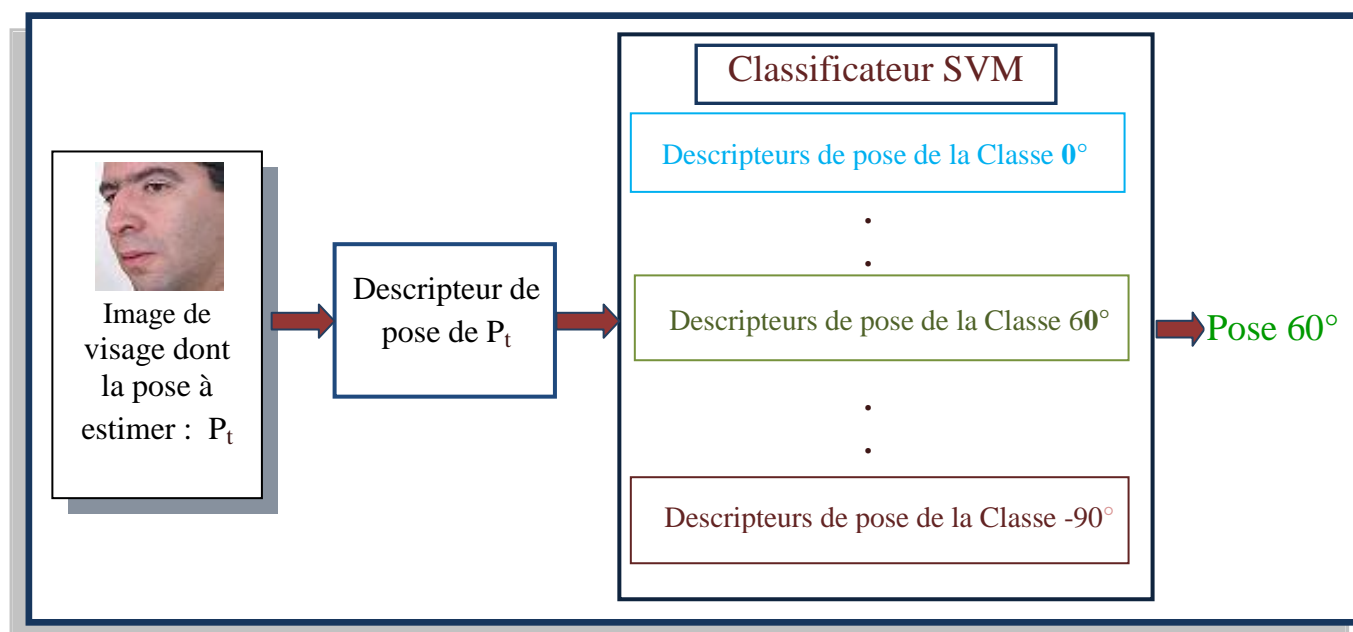 Classificateur SVM
Descripteurs de pose de la Classe 0°
Image de
visage dont
la pose à
estimer : Pt
Descripteur de
pose de Pt
Descripteurs de pose de la Classe 60°
Pose 60°
Descripteurs de pose de la Classe -90°